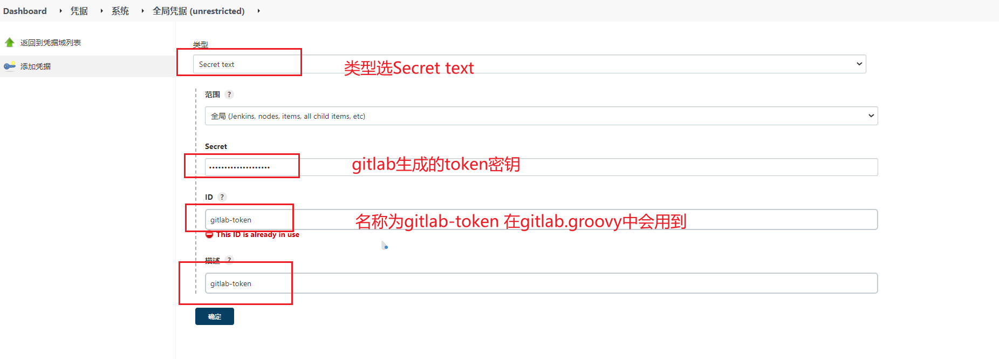 Dashboard 凭据 系统 全局凭据 (unrestricted)
返回到凭据域列表
添加凭据
类型
Secret text
类型选Secret text
范围 ?
全局 (Jenkins, nodes, items, all child items, etc)
Secret
••••••••••••••••••••
gitlab生成的token密钥
ID ?
gitlab-token
名称为gitlab-token 在gitlab.groovy中会用到
This ID is already in use
描述 ?
gitlab-token
确定